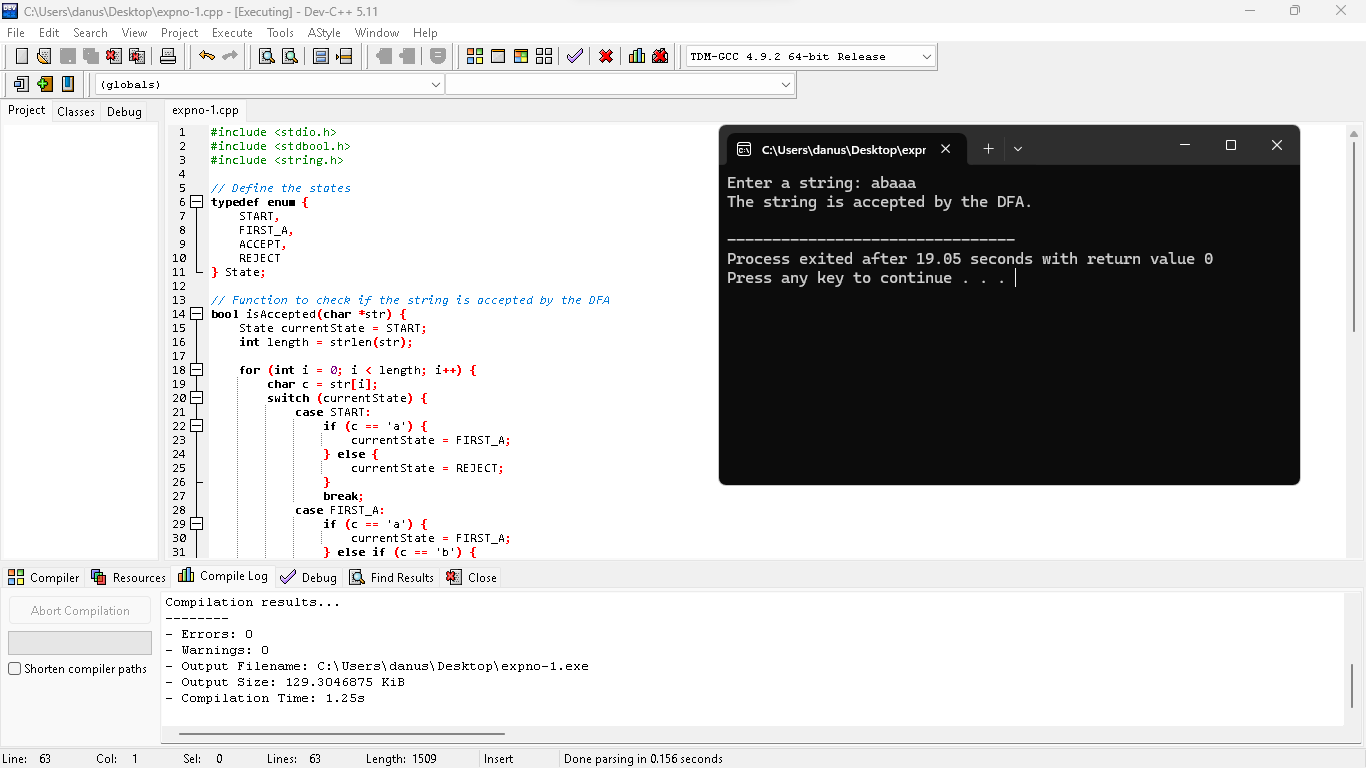 C:\Users\danus\Desktop\expno-1.cpp - [Executing] - Dev-C++ 5.11
File Edit Search View Project Execute Tools AStyle Window Help
TDM-GCC 4.9.2 64-bit Release
(globals)
Project Classes Debug
expno-1.cpp
1 #include <stdio.h>
2 #include <stdbool.h>
3 #include <string.h>
4
5 // Define the states
6 typedef enum {
7 START,
8 FIRST_A,
9 ACCEPT,
10 REJECT
11 } State;
12
13 // Function to check if the string is accepted by the DFA
14 bool isAccepted(char *str) {
15 State currentState = START;
16 int length = strlen(str);
17
18 for (int i = 0; i < length; i++) {
19 char c = str[i];
20 switch (currentState) {
21 case START:
22 if (c == 'a') {
23 currentState = FIRST_A;
24 } else {
25 currentState = REJECT;
26 }
27 break;
28 case FIRST_A:
29 if (c == 'a') {
30 currentState = FIRST_A;
31 } else if (c == 'b') {
C:\Users\danus\Desktop\expr
Enter a string: abaaa
The string is accepted by the DFA.
--------------------------------
Process exited after 19.05 seconds with return value 0
Press any key to continue . . .
Compiler Resources Compile Log Debug Find Results Close
Abort Compilation
Shorten compiler paths
Compilation results...
--------
- Errors: 0
- Warnings: 0
- Output Filename: C:\Users\danus\Desktop\expno-1.exe
- Output Size: 129.3046875 KiB
- Compilation Time: 1.25s
Line: 63 Col: 1 Sel: 0 Lines: 63 Length: 1509 Insert Done parsing in 0.156 seconds